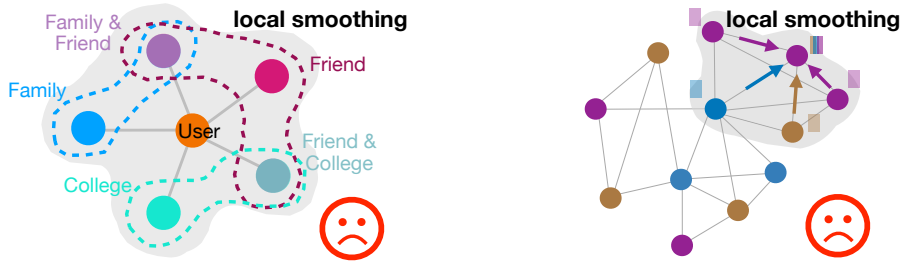 local smoothing
Family &
Friend
Friend
Family
User
Friend &
College
College
local smoothing